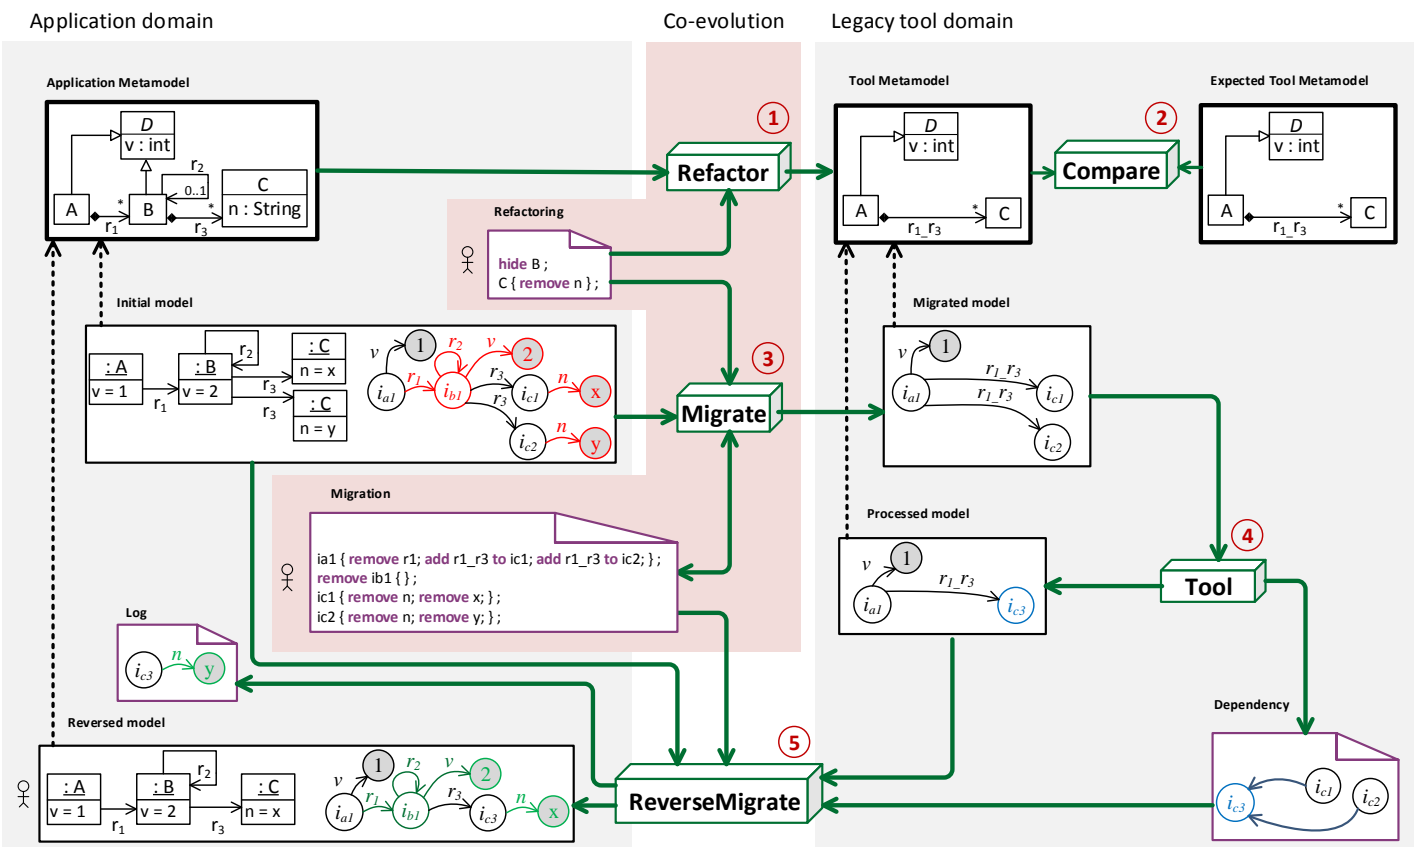 Application domain
Co-evolution
Legacy tool domain
Application Metamodel
D
v : int
A
B
r2
0..1
*
r1
*
r3
C
n : String
1
Refactor
Tool Metamodel
D
v : int
A
*
C
r1_r3
2
Compare
Expected Tool Metamodel
D
v : int
A
*
C
r1_r3
Refactoring
hide B ;
C { remove n } ;
Initial model
: A
v = 1
r1
: B
v = 2
r2
r3
r3
: C
n = x
: C
n = y
v
1
ia1
r1
r2
ib1
v
2
r3
r3
ic1
n
x
ic2
n
y
3
Migrate
Migrated model
v
1
ia1
r1_r3
r1_r3
ic1
ic2
Migration
ia1 { remove r1; add r1_r3 to ic1; add r1_r3 to ic2; } ;
remove ib1 { } ;
ic1 { remove n; remove x; } ;
ic2 { remove n; remove y; } ;
Processed model
v
1
ia1
r1_r3
ic3
4
Tool
Log
ic3
n
y
Dependency
ic3
ic1
ic2
Reversed model
: A
v = 1
r1
: B
v = 2
r2
r3
: C
n = x
v
1
ia1
r1
r2
ib1
v
2
r3
ic3
n
x
5
ReverseMigrate